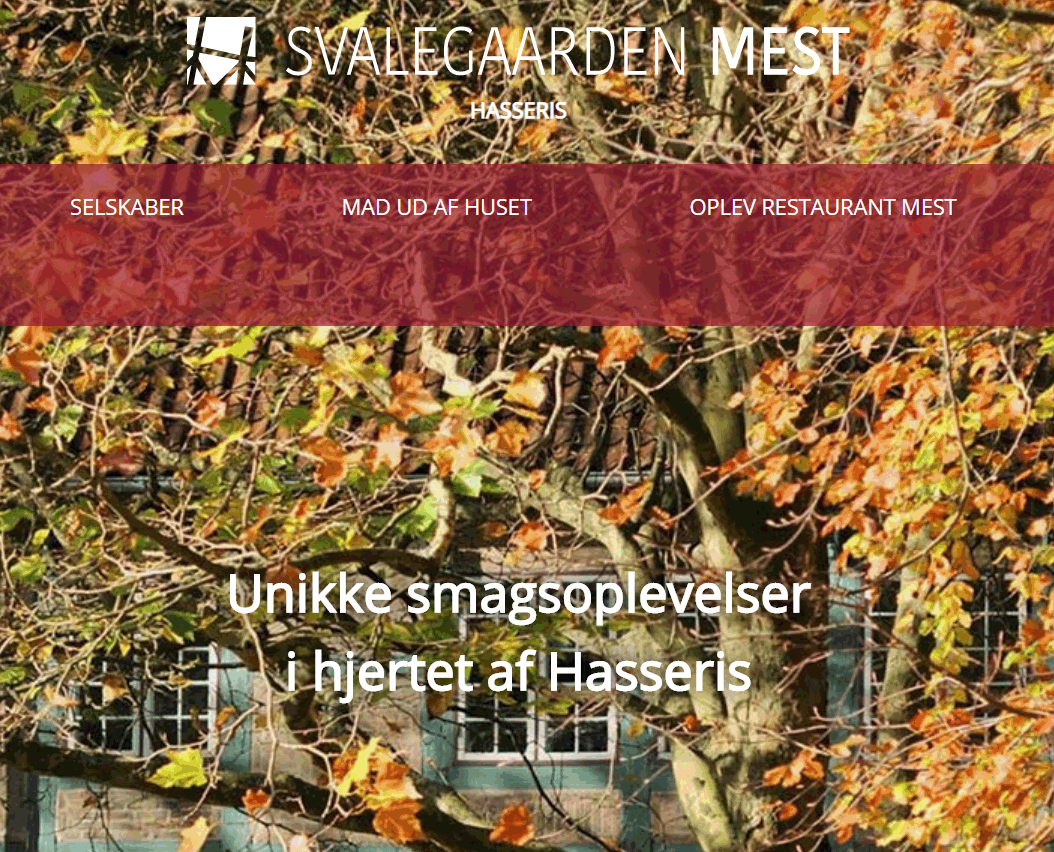 SVALEGAARDEN MEST
HASSERIS
SELSKABER MAD UD AF HUSET OPLEV RESTAURANT MEST
Unikke smagsoplevelser
i hjertet af Hasseris